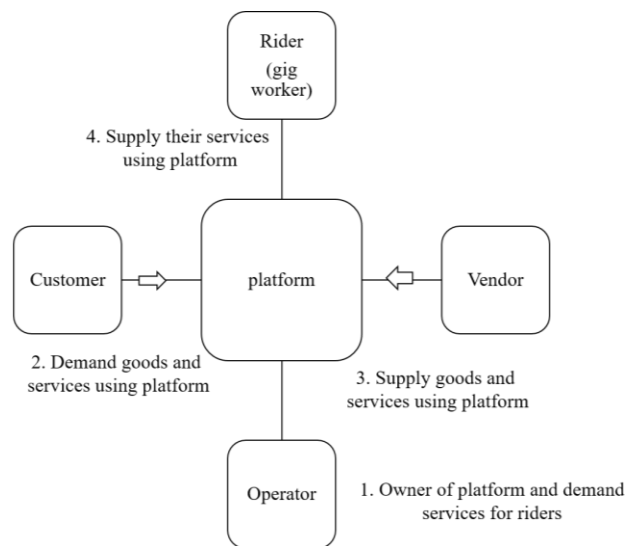 Rider
(gig
worker)
4. Supply their services
using platform
Customer
platform
Vendor
2. Demand goods and
services using platform
3. Supply goods and
services using platform
Operator
1. Owner of platform and demand
services for riders